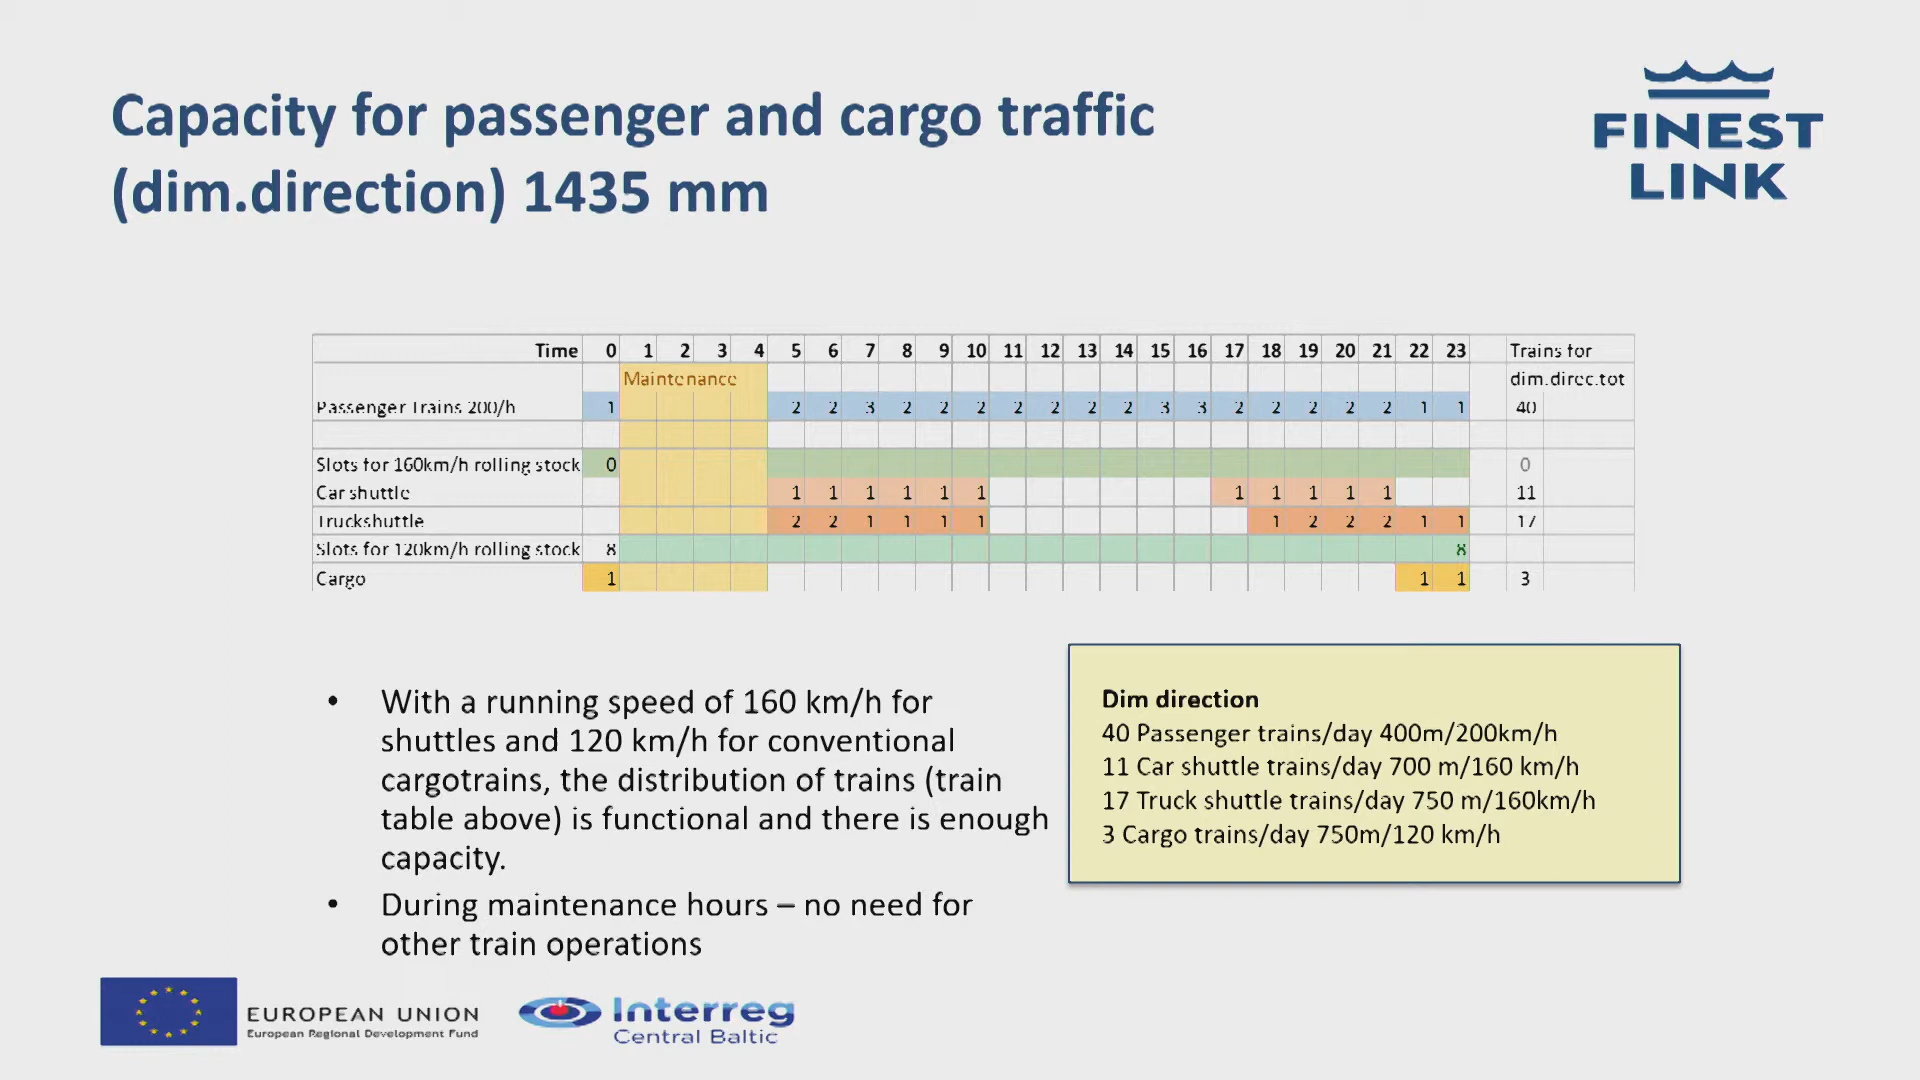 Capacity for passenger and cargo traffic
(dim.direction) 1435 mm
FINEST
LINK
Time 0 1 2 3 4 5 6 7 8 9 10 11 12 13 14 15 16 17 18 19 20 21 22 23 Trains for
Maintenance dim.direc.tot
Passenger Trains 200/h 1 2 2 3 2 2 2 2 2 2 2 3 3 2 2 2 2 2 1 1 40
Slots for 160km/h rolling stock 0 0
Car shuttle 1 1 1 1 1 1 1 1 1 1 1 11
Truckshuttle 2 2 1 1 1 1 1 2 2 2 1 1 17
Slots for 120km/h rolling stock 8 8
Cargo 1 1 1 3
• With a running speed of 160 km/h for
shuttles and 120 km/h for conventional
cargotrains, the distribution of trains (train
table above) is functional and there is enough
capacity.
• During maintenance hours – no need for
other train operations
Dim direction
40 Passenger trains/day 400m/200km/h
11 Car shuttle trains/day 700 m/160 km/h
17 Truck shuttle trains/day 750 m/160km/h
3 Cargo trains/day 750m/120 km/h
EUROPEAN UNION
European Regional Development Fund
Interreg
Central Baltic